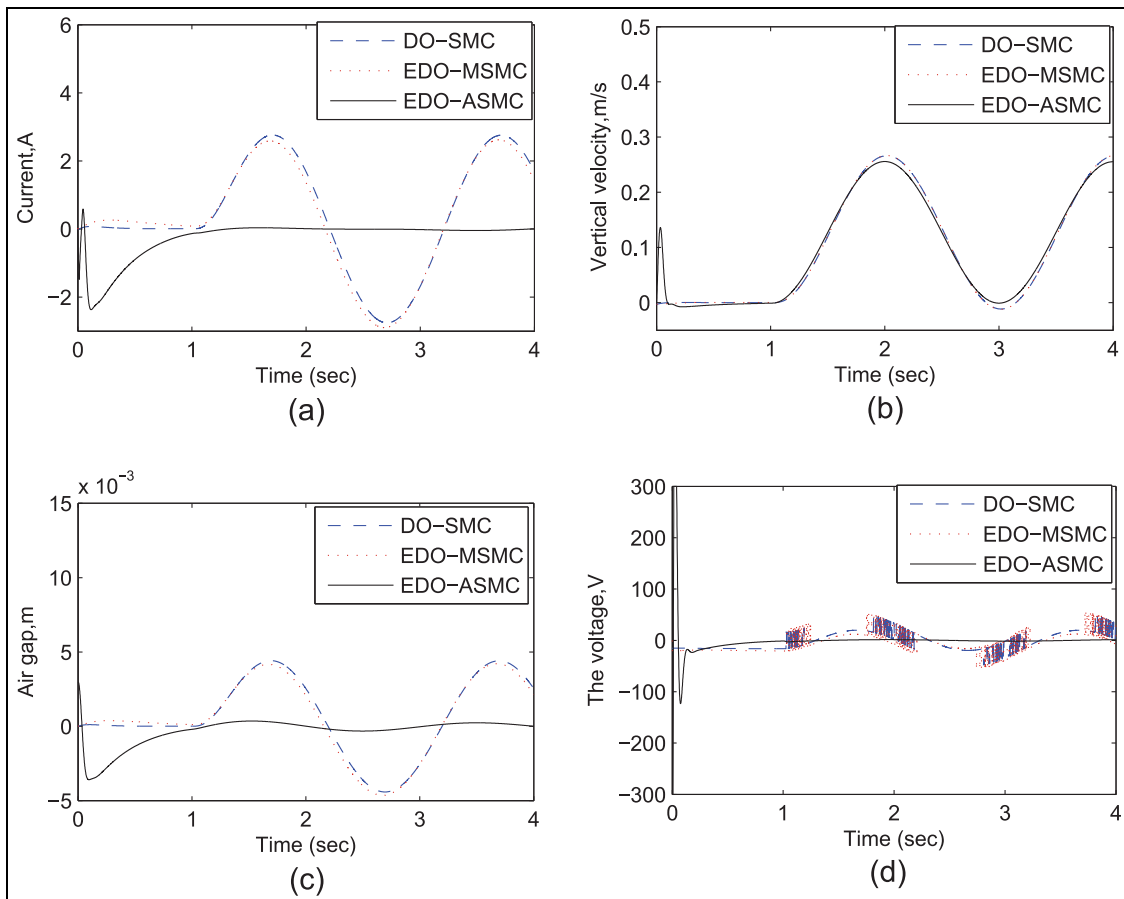 6
4
2
0
−2
Current,A
DO−SMC
EDO−MSMC
EDO−ASMC
0 1 2 3 4
Time (sec)
(a)
0.5
0.4
0.3
0.2
0.1
0
Vertical velocity,m/s
DO−SMC
EDO−MSMC
EDO−ASMC
0 1 2 3 4
Time (sec)
(b)
x 10⁻³
15
10
5
0
−5
Air gap,m
DO−SMC
EDO−MSMC
EDO−ASMC
0 1 2 3 4
Time (sec)
(c)
300
200
100
0
−100
−200
−300
The voltage,V
DO−SMC
EDO−MSMC
EDO−ASMC
0 1 2 3 4
Time (sec)
(d)